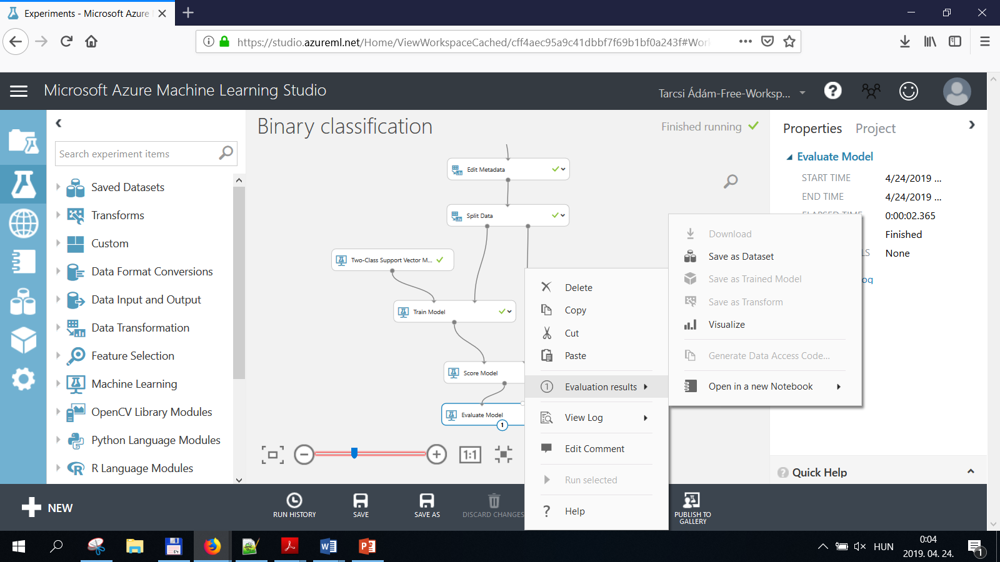 Experiments - Microsoft Azure
https://studio.azureml.net/Home/ViewWorkspaceCached/cff4aec95a9c41dbbf7f69b1bf0a243f#Work
Microsoft Azure Machine Learning Studio
Tarcsi Ádám-Free-Worksp...
Search experiment items
Saved Datasets
Transforms
Custom
Data Format Conversions
Data Input and Output
Data Transformation
Feature Selection
Machine Learning
OpenCV Library Modules
Python Language Modules
R Language Modules
Binary classification
Finished running
Edit Metadata
Split Data
Two-Class Support Vector M...
Train Model
Score Model
Evaluate Model
1
1:1
Delete
Copy
Cut
Paste
1 Evaluation results
View Log
Edit Comment
Run selected
? Help
Download
Save as Dataset
Save as Trained Model
Save as Transform
Visualize
Generate Data Access Code...
Open in a new Notebook
Properties Project
Evaluate Model
START TIME 4/24/2019 ...
END TIME 4/24/2019 ...
ELAPSED TIME 0:00:02.365
Finished
LS None
og
Quick Help
NEW
RUN HISTORY
SAVE
SAVE AS
DISCARD CHANGES
PUBLISH TO
GALLERY
64
HUN
0:04
2019. 04. 24.
1